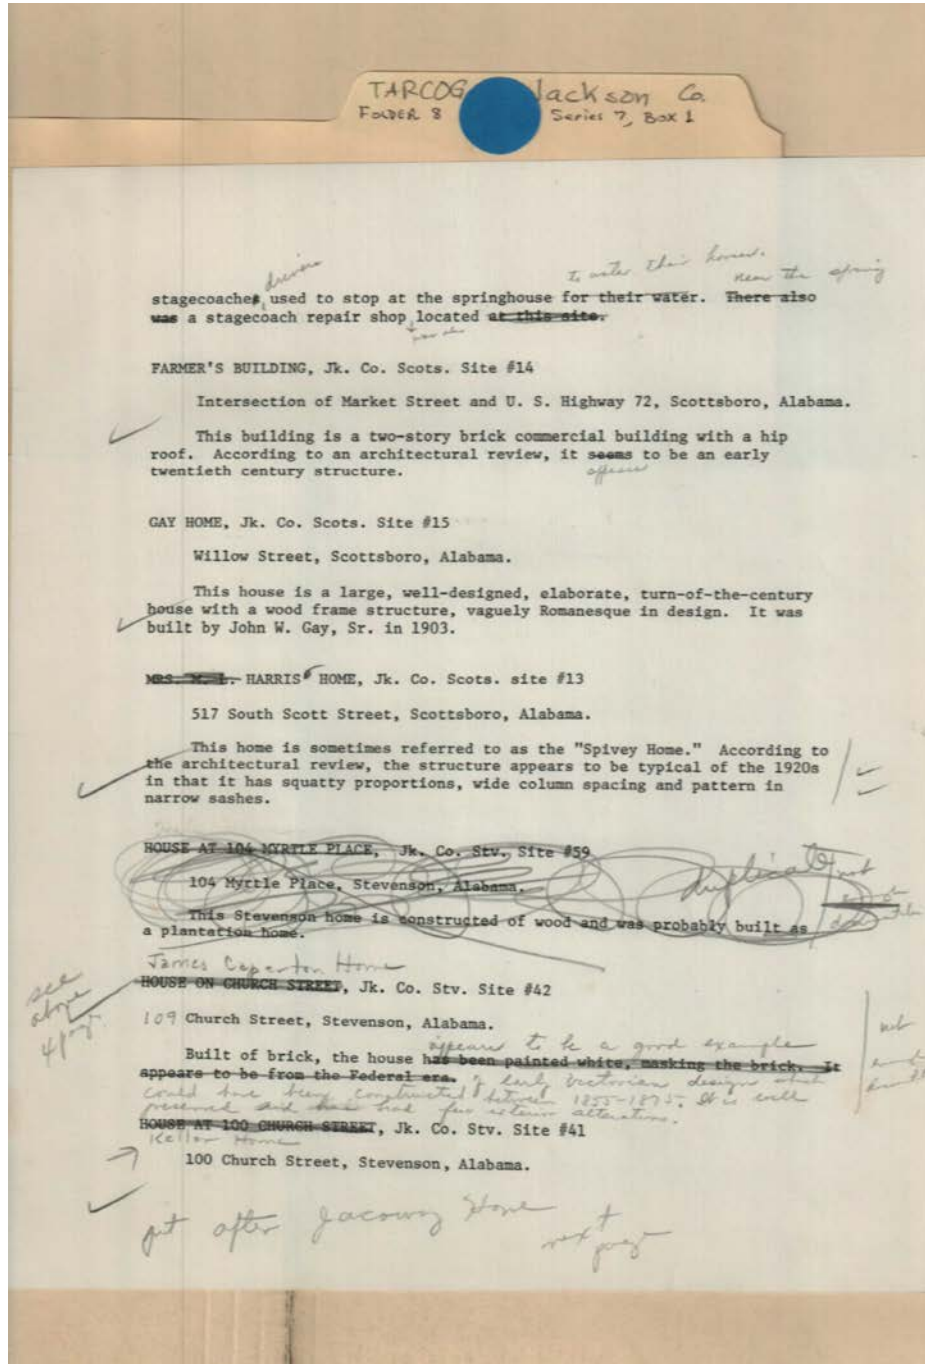 TARCOG Jackson Co.
FOLDER 8 Series 7, Box 1
drivers to water their horses. near the spring
stagecoaches, used to stop at the springhouse for their water. There also
was a stagecoach repair shop located at this site.
was also
FARMER'S BUILDING, Jk. Co. Scots. Site #14
Intersection of Market Street and U. S. Highway 72, Scottsboro, Alabama.
This building is a two-story brick commercial building with a hip
roof. According to an architectural review, it seems to be an early
appears
twentieth century structure.
GAY HOME, Jk. Co. Scots. Site #15
Willow Street, Scottsboro, Alabama.
This house is a large, well-designed, elaborate, turn-of-the-century
house with a wood frame structure, vaguely Romanesque in design. It was
built by John W. Gay, Sr. in 1903.
MRS. M. L. HARRIS HOME, Jk. Co. Scots. site #13
517 South Scott Street, Scottsboro, Alabama.
This home is sometimes referred to as the "Spivey Home." According to
the architectural review, the structure appears to be typical of the 1920s
in that it has squatty proportions, wide column spacing and pattern in
narrow sashes.
HOUSE AT 104 MYRTLE PLACE, Jk. Co. Stv. Site #59
duplicate
not
104 Myrtle Place, Stevenson, Alabama.
This Stevenson home is constructed of wood and was probably built as
a plantation home.
James Caperton Home
HOUSE ON CHURCH STREET, Jk. Co. Stv. Site #42
see
above
109 Church Street, Stevenson, Alabama.
appears to be a good example
Built of brick, the house has been painted white, masking the brick. It
appears to be from the Federal era. of early Victorian design which
could have been constructed between 1855-1875. It is well
preserved and has had few exterior alterations.
HOUSE AT 100 CHURCH STREET, Jk. Co. Stv. Site #41
Kellor Home
100 Church Street, Stevenson, Alabama.
put after Jacoway Home
next
page